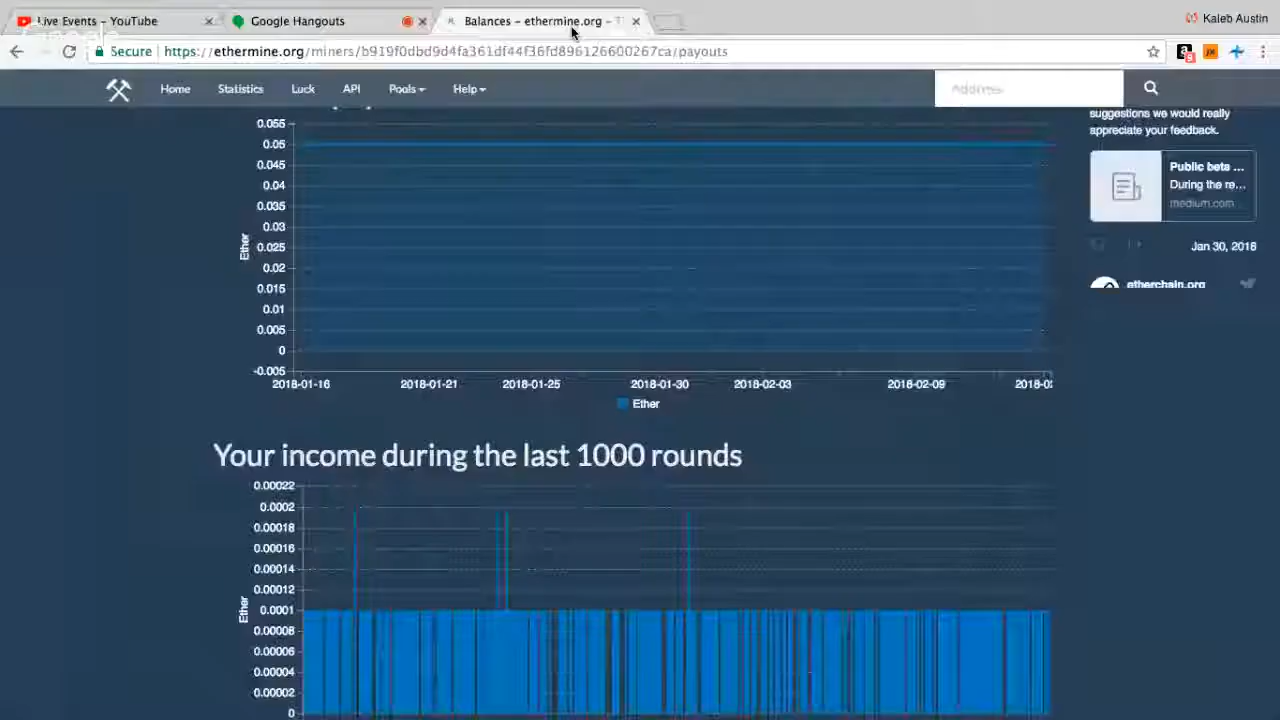 Live Events - YouTube
Google Hangouts
Balances – ethermine.org – T
Kaleb Austin
Secure
https://ethermine.org/miners/b919f0dbd9d4fa361df44f36fd896126600267ca/payouts
Home Statistics Luck API Pools Help
Address
0.055
0.05
0.045
0.04
0.035
0.03
0.025
0.02
0.015
0.01
0.005
0
-0.005
Ether
2018-01-16 2018-01-21 2018-01-25 2018-01-30 2018-02-03 2018-02-09 2018-0
Ether
suggestions we would really
appreciate your feedback.
Public beta ...
During the re...
medium.com
Jan 30, 2018
etherchain.org
Your income during the last 1000 rounds
0.00022
0.0002
0.00018
0.00016
0.00014
0.00012
0.0001
0.00008
0.00006
0.00004
0.00002
0
Ether